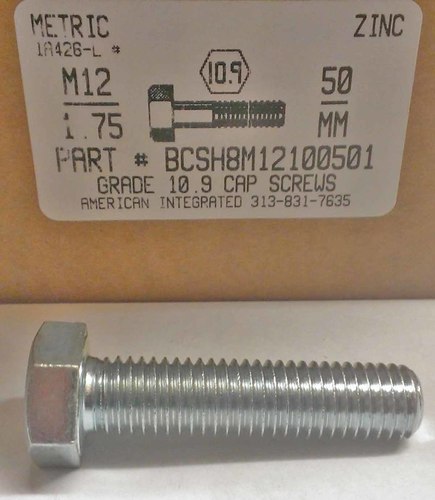 METRIC ZINC
1A426-L #
M12 10.9 50
1.75 MM
PART # BCSH8M12100501
GRADE 10.9 CAP SCREWS
AMERICAN INTEGRATED 313-831-7635